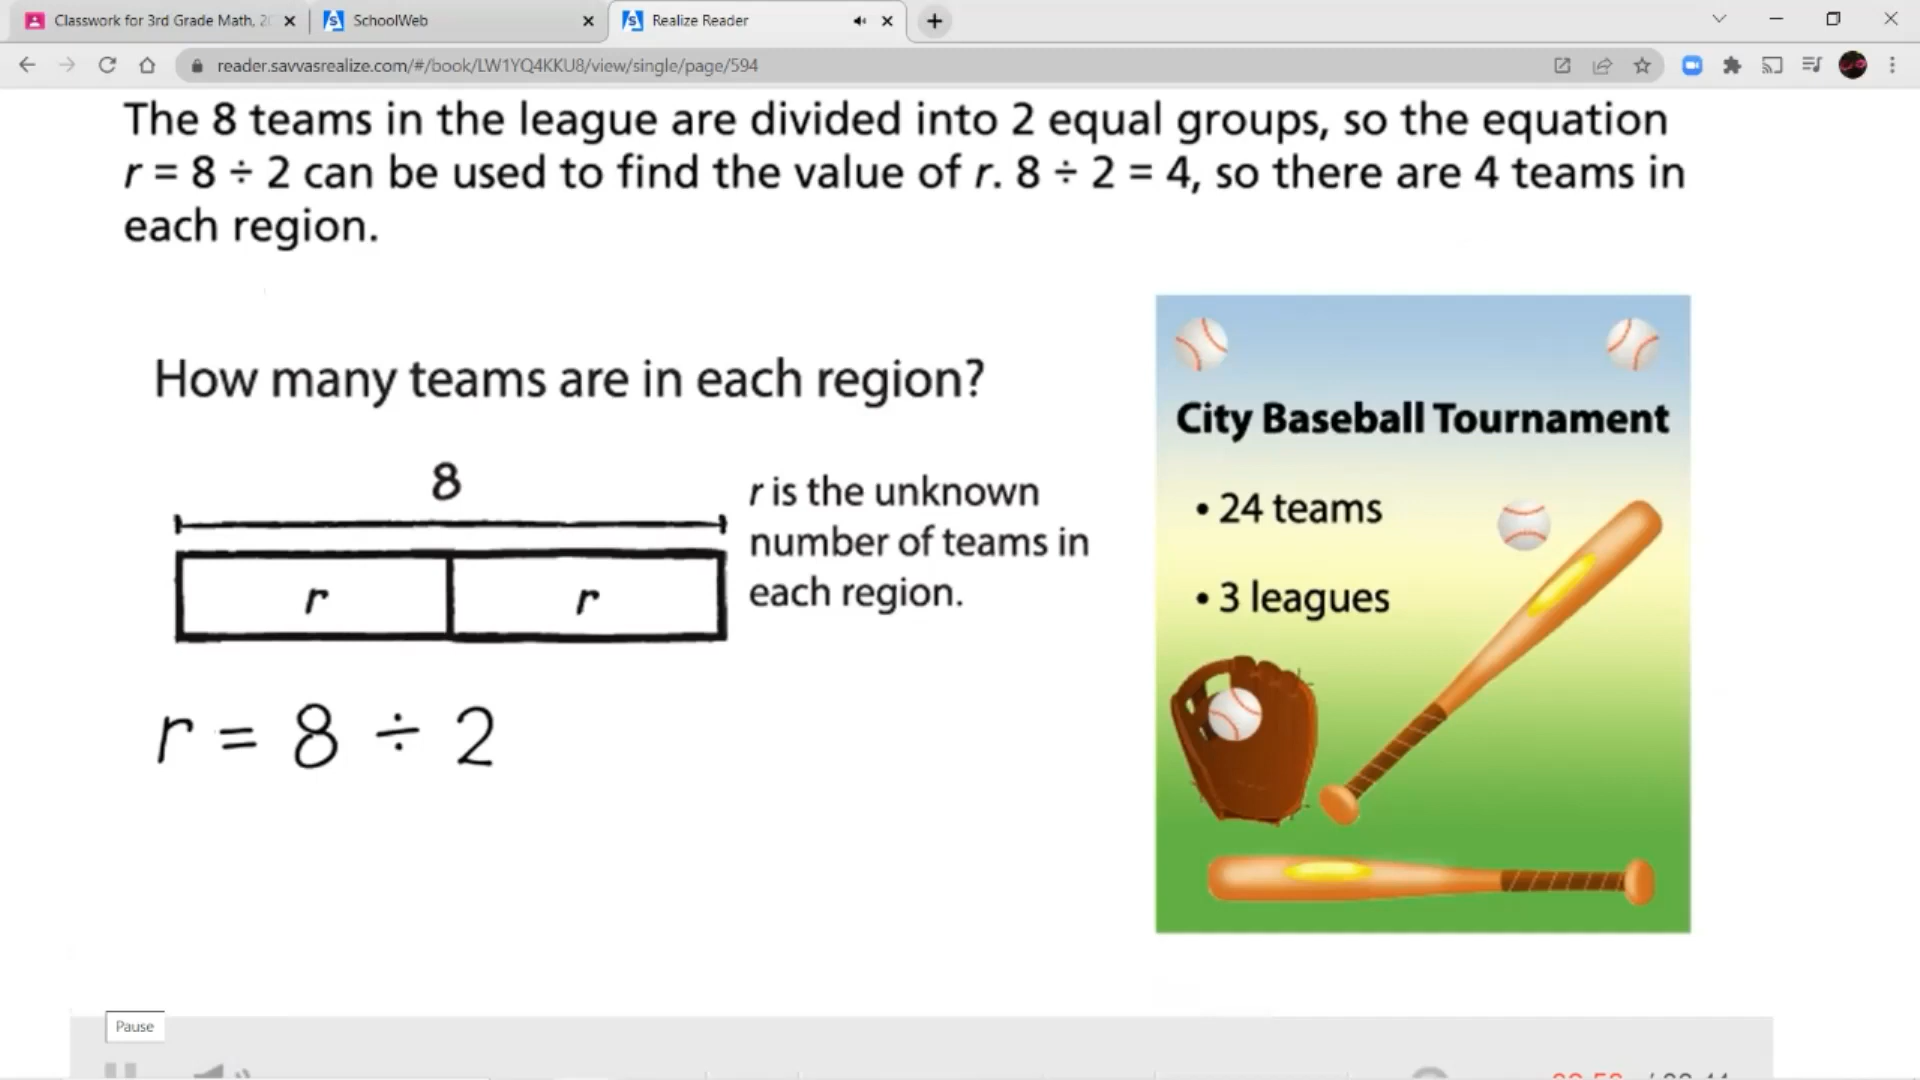 Classwork for 3rd Grade Math, 2
SchoolWeb
Realize Reader
reader.savvasrealize.com/#/book/LW1YQ4KKU8/view/single/page/594
The 8 teams in the league are divided into 2 equal groups, so the equation
r = 8 ÷ 2 can be used to find the value of r. 8 ÷ 2 = 4, so there are 4 teams in
each region.
How many teams are in each region?
8
r r
r is the unknown
number of teams in
each region.
r = 8 ÷ 2
City Baseball Tournament
• 24 teams
• 3 leagues
Pause